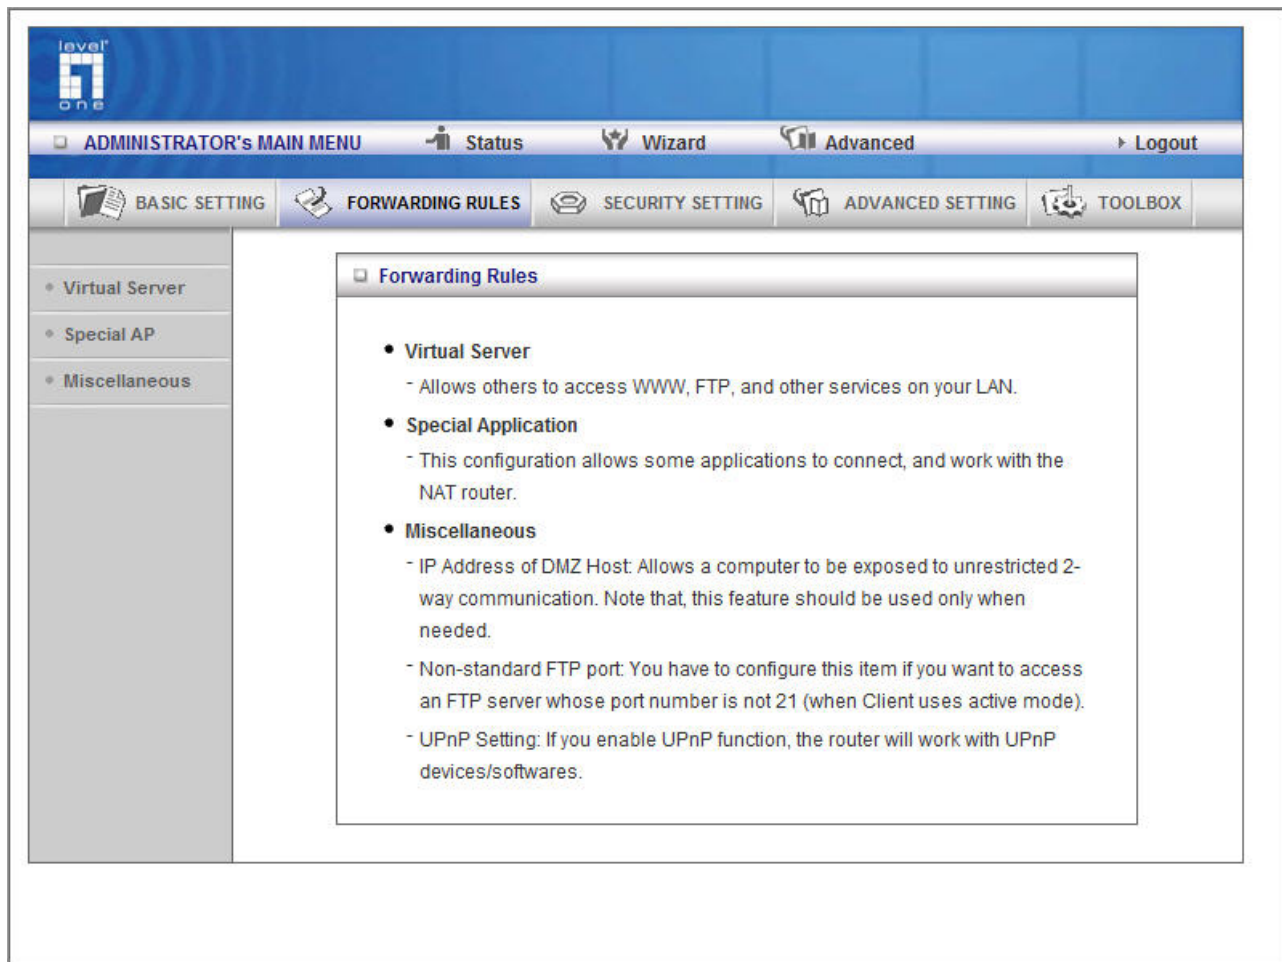 level
one
ADMINISTRATOR's MAIN MENU Status Wizard Advanced Logout
BASIC SETTING FORWARDING RULES SECURITY SETTING ADVANCED SETTING TOOLBOX
Virtual Server
Special AP
Miscellaneous
Forwarding Rules
• Virtual Server
- Allows others to access WWW, FTP, and other services on your LAN.
• Special Application
- This configuration allows some applications to connect, and work with the
NAT router.
• Miscellaneous
- IP Address of DMZ Host: Allows a computer to be exposed to unrestricted 2-
way communication. Note that, this feature should be used only when
needed.
- Non-standard FTP port: You have to configure this item if you want to access
an FTP server whose port number is not 21 (when Client uses active mode).
- UPnP Setting: If you enable UPnP function, the router will work with UPnP
devices/softwares.